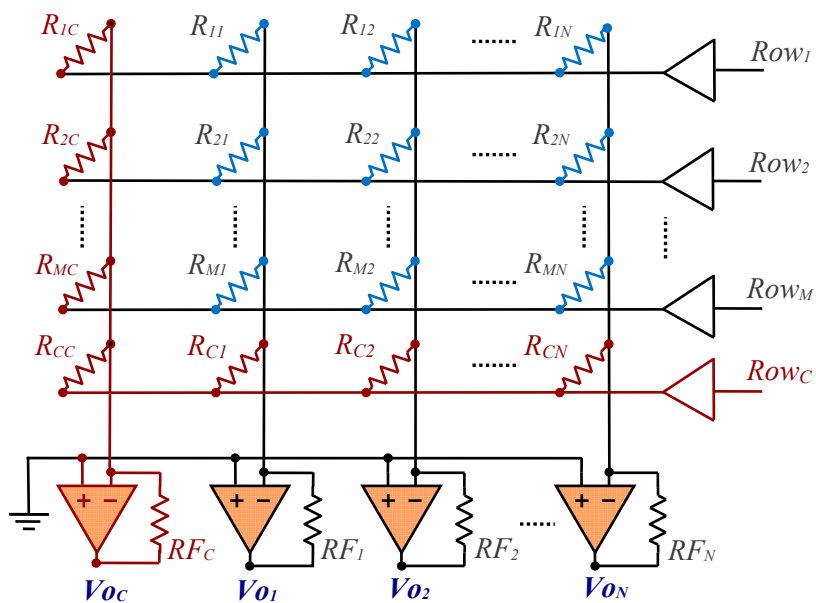 R1C R11 R12 ........ R1N Row1
R2C R21 R22 ........ R2N Row2
RMC RM1 RM2 ........ RMN RowM
RCC RC1 RC2 ........ RCN RowC
+ − + − + − + −
RFC RF1 RF2 ...... RFN
VoC Vo1 Vo2 VoN